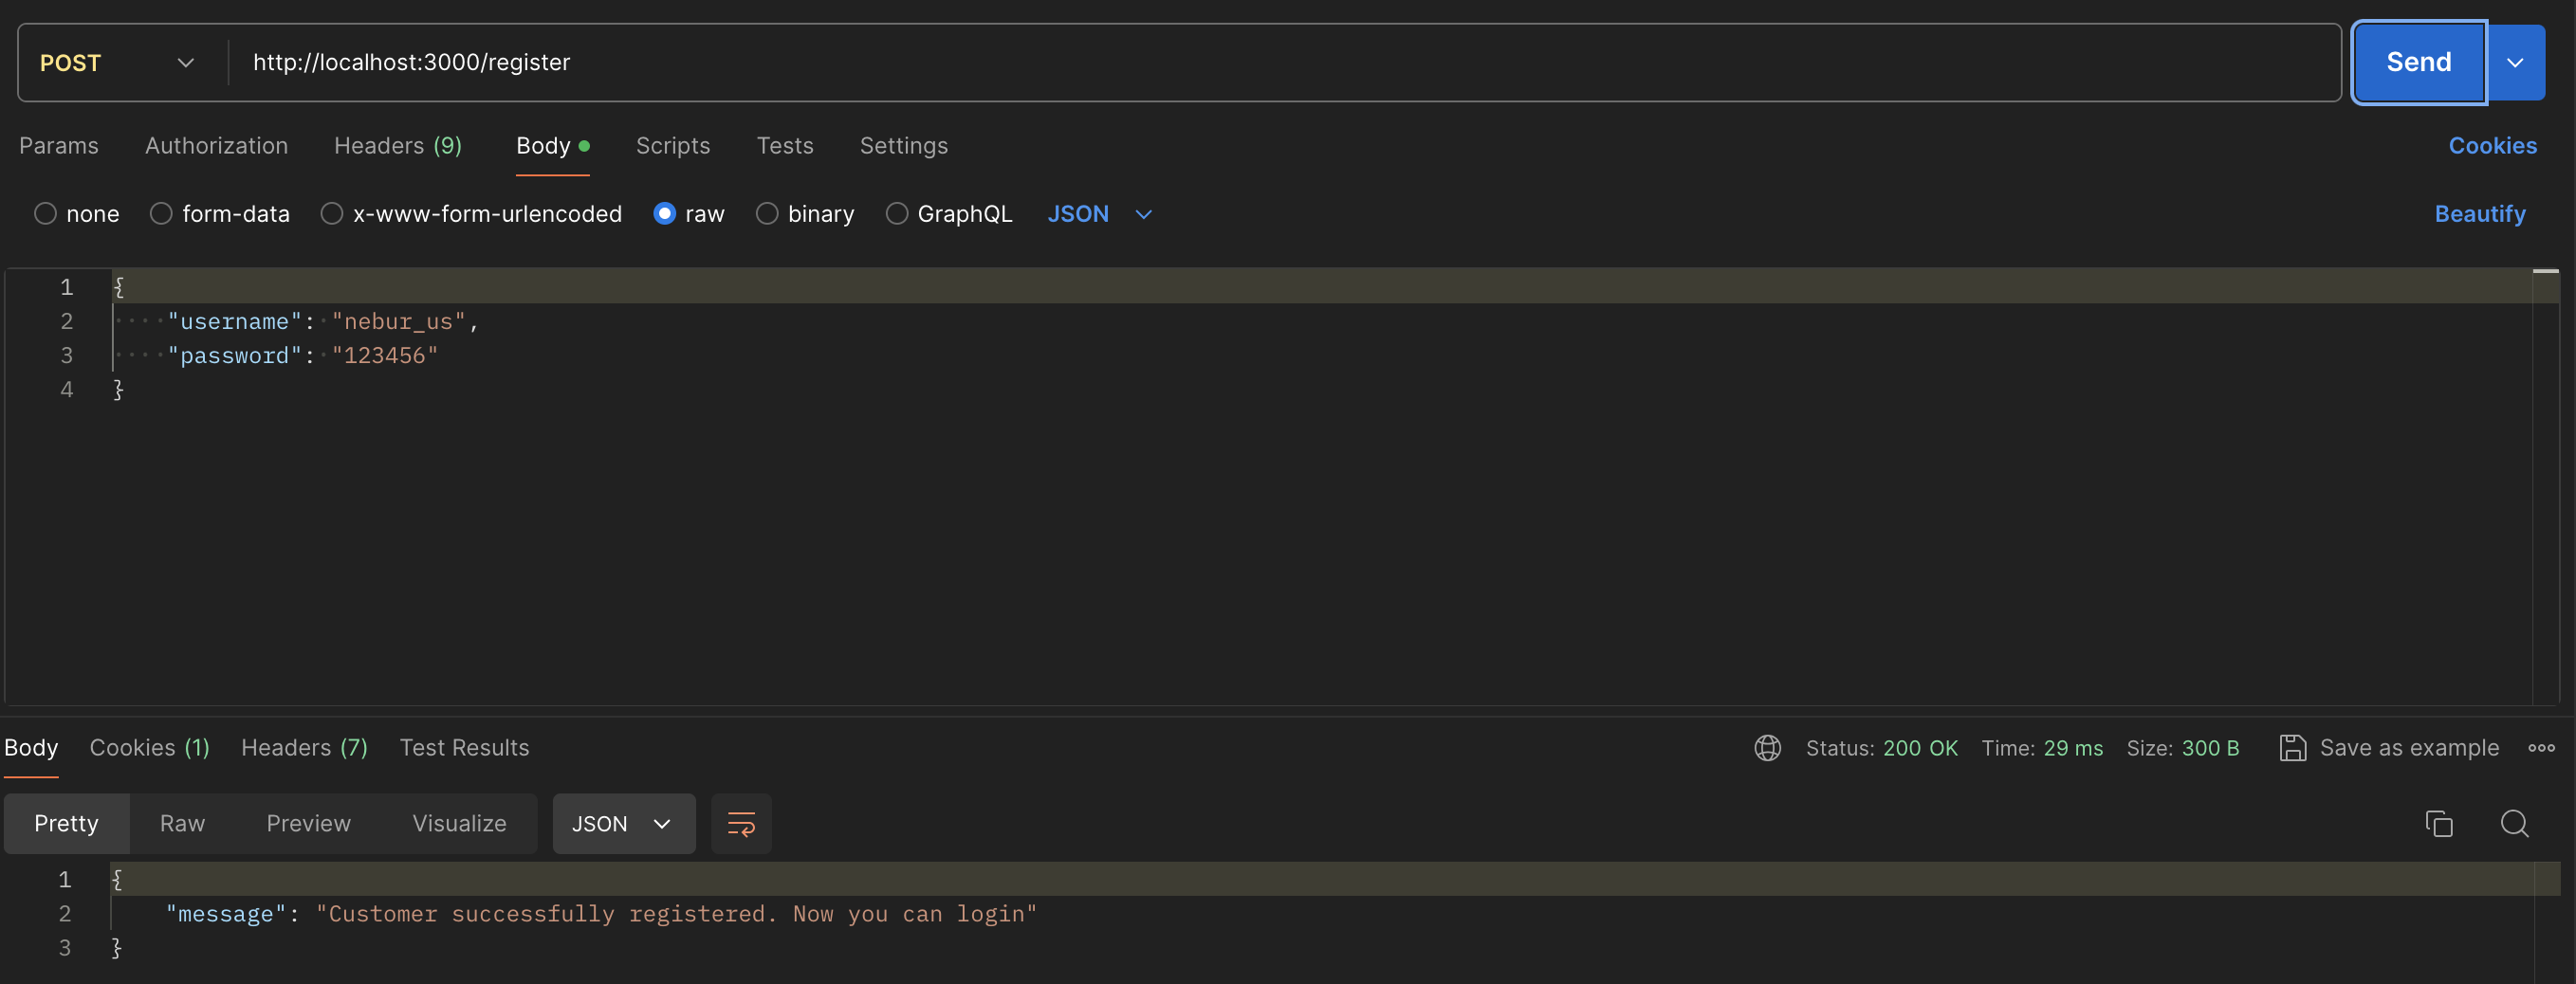 POST http://localhost:3000/register Send
Params Authorization Headers (9) Body Scripts Tests Settings Cookies
none form-data x-www-form-urlencoded raw binary GraphQL JSON Beautify
1 {
2 "username": "nebur_us",
3 "password": "123456"
4 }
Body Cookies (1) Headers (7) Test Results Status: 200 OK Time: 29 ms Size: 300 B Save as example
Pretty Raw Preview Visualize JSON
1 {
2 "message": "Customer successfully registered. Now you can login"
3 }